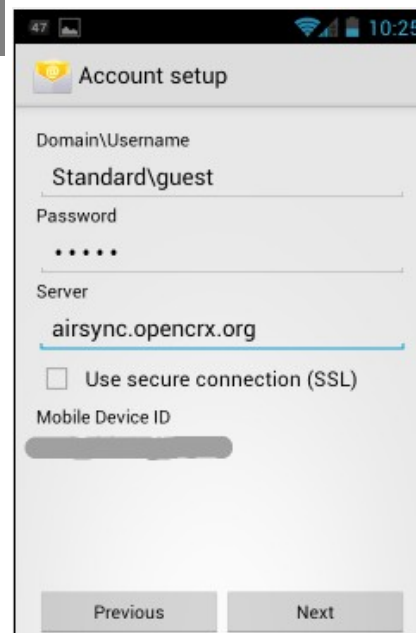 47 10:25
Account setup
Domain\Username
Standard\guest
Password
•••••
Server
airsync.opencrx.org
Use secure connection (SSL)
Mobile Device ID
Previous Next